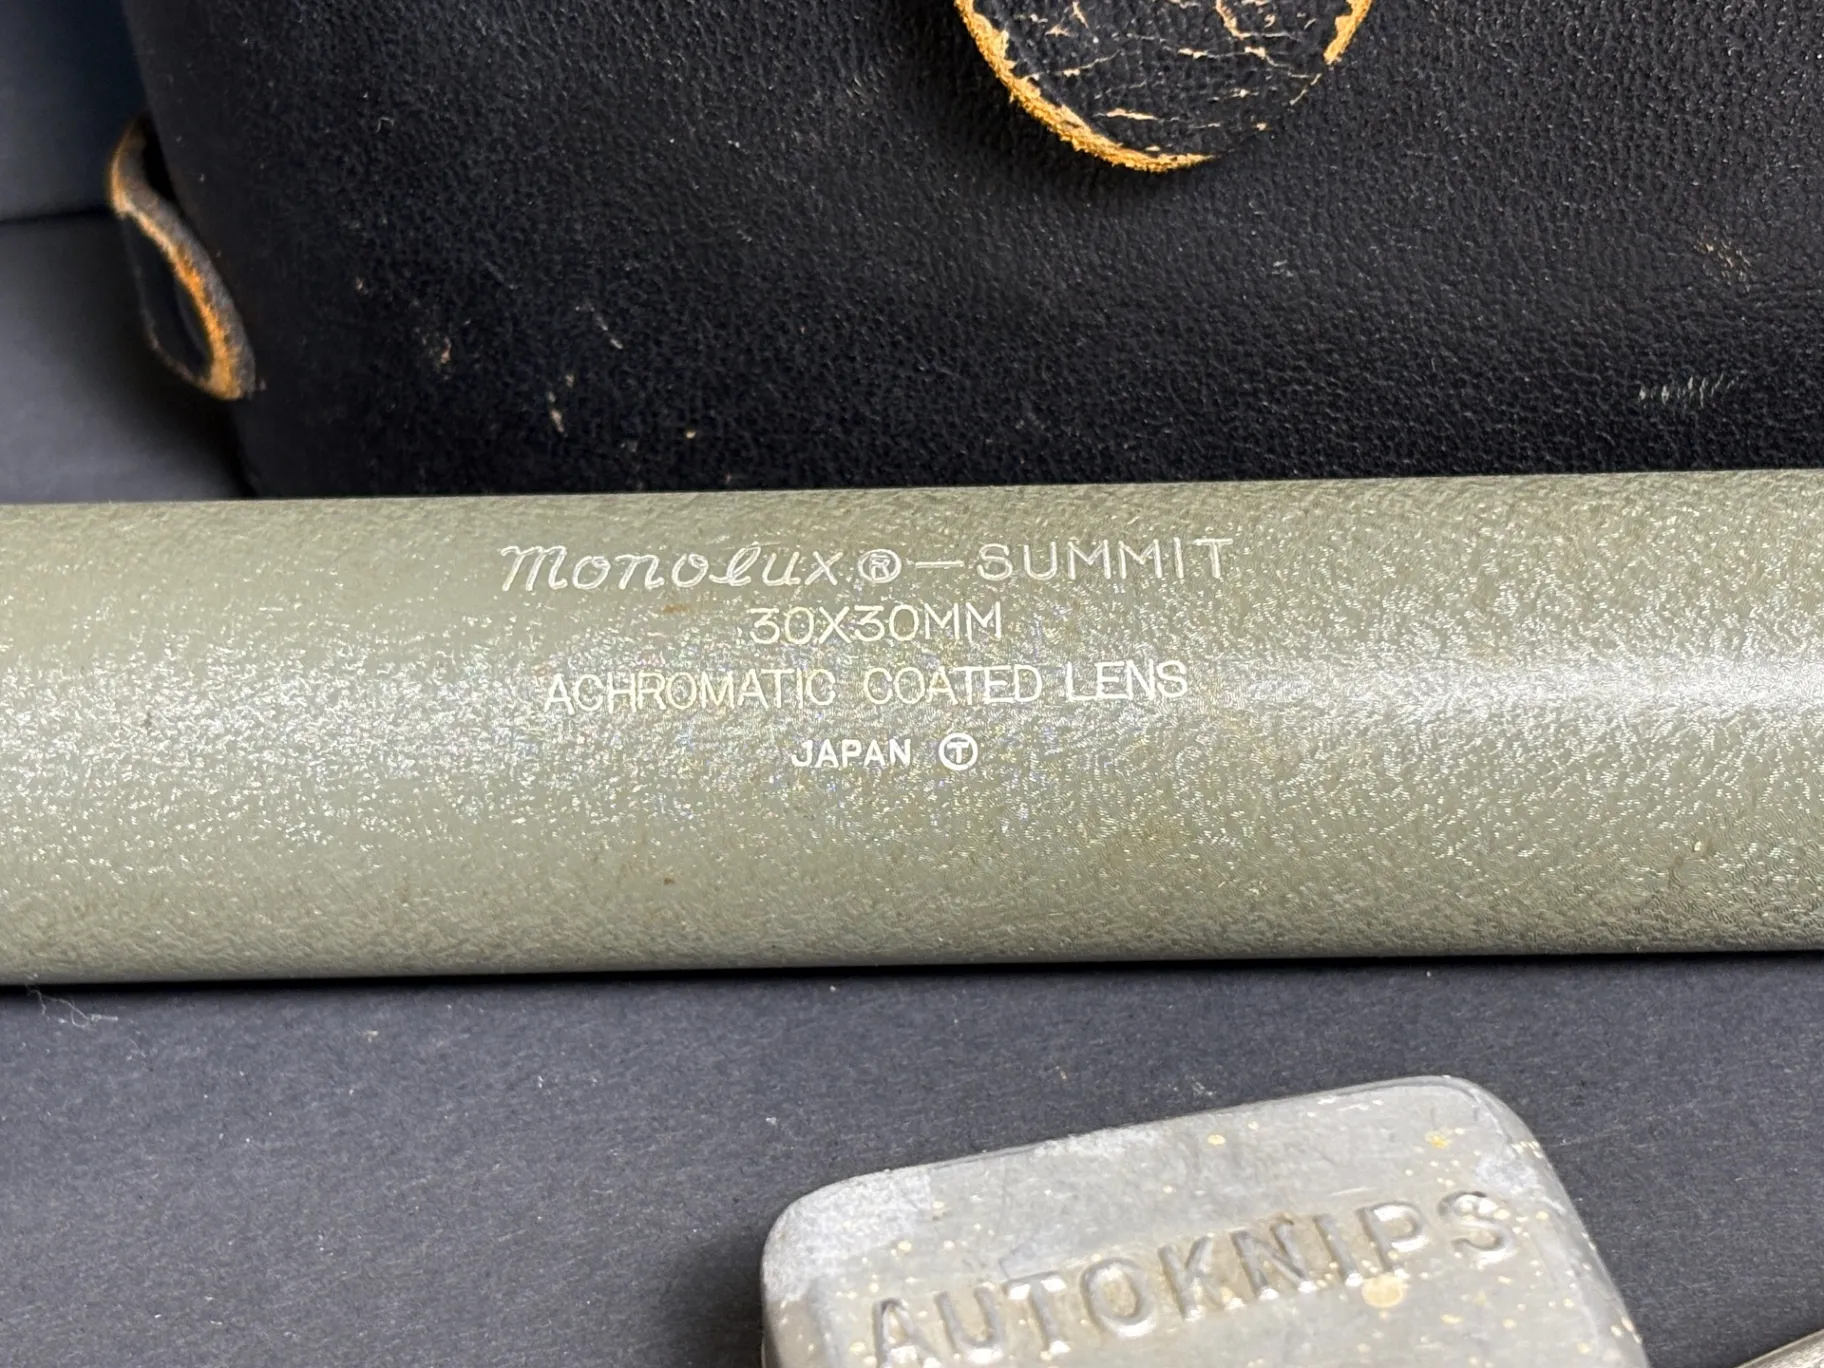 Monolux ® — SUMMIT
30X30MM
ACHROMATIC COATED LENS
JAPAN Ⓣ
AUTOKNIPS